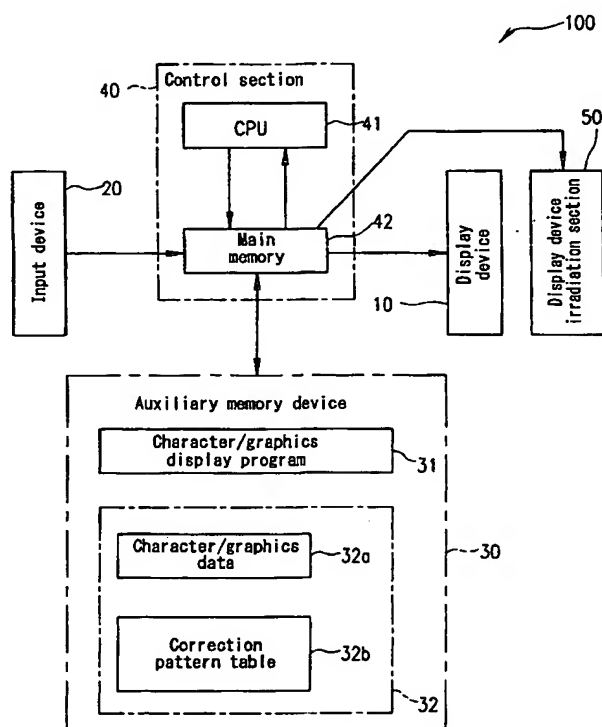 100
40
Control section
CPU
41
50
20
Input device
Main
memory
42
Display
device
10
Display device
irradiation section
Auxiliary memory device
Character/graphics
display program
31
Character/graphics
data
32a
30
Correction
pattern table
32b
32